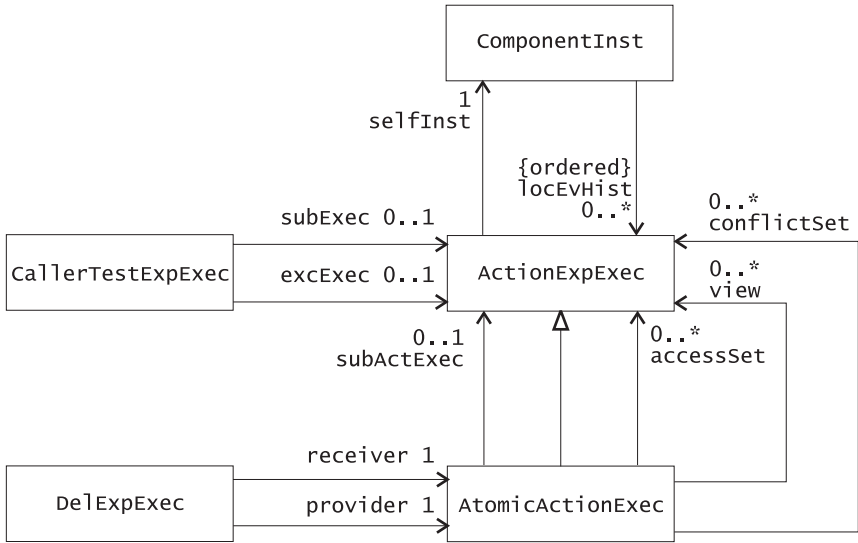 ComponentInst
1
selfInst
{ordered}
locEvHist
0..*
0..*
conflictSet
subExec 0..1
CallerTestExpExec
ActionExpExec
excExec 0..1
0..*
view
0..1
subActExec
0..*
accessSet
receiver 1
DelExpExec
provider 1
AtomicActionExec